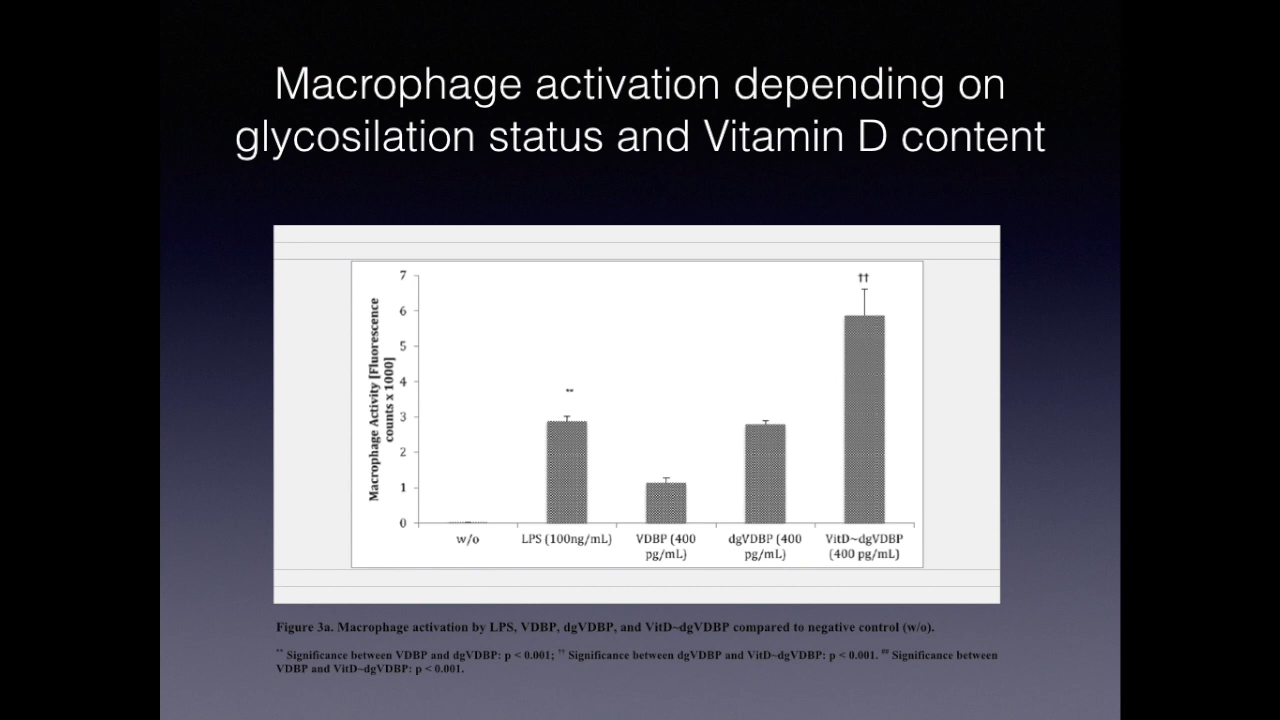 Macrophage activation depending on
glycosilation status and Vitamin D content
Macrophage Activity [Fluorescence
counts x 1000]
7
6
5
4
3
2
1
0
**
††
w/o
LPS (100ng/mL)
VDBP (400
pg/mL)
dgVDBP (400
pg/mL)
VitD~dgVDBP
(400 pg/mL)
Figure 3a. Macrophage activation by LPS, VDBP, dgVDBP, and VitD~dgVDBP compared to negative control (w/o).
** Significance between VDBP and dgVDBP: p < 0.001; †† Significance between dgVDBP and VitD~dgVDBP: p < 0.001. ## Significance between
VDBP and VitD~dgVDBP: p < 0.001.